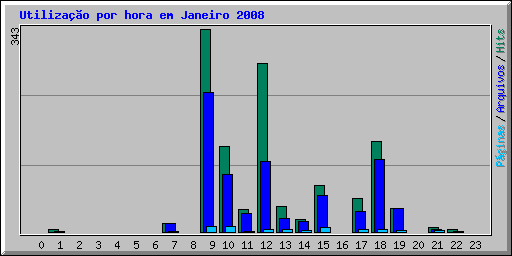 Utilização por hora em Janeiro 2008
343
Páginas / Arquivos / Hits
0 1 2 3 4 5 6 7 8 9 10 11 12 13 14 15 16 17 18 19 20 21 22 23